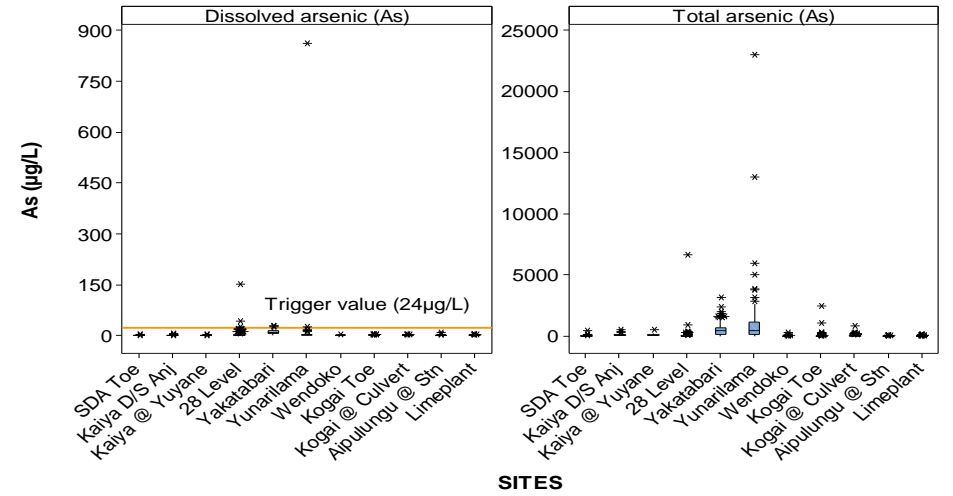 Dissolved arsenic (As)
Total arsenic (As)
As (µg/L)
900
750
600
450
300
150
0
Trigger value (24µg/L)
25000
20000
15000
10000
5000
0
SDA Toe
Kaiya D/S Anj
Kaiya @ Yuyane
28 Level
Yakatabari
Yunarilama
Wendoko
Kogai Toe
Kogai @ Culvert
Aipulungu @ Stn
Limeplant
SDA Toe
Kaiya D/S Anj
Kaiya @ Yuyane
28 Level
Yakatabari
Yunarilama
Wendoko
Kogai Toe
Kogai @ Culvert
Aipulungu @ Stn
Limeplant
SITES